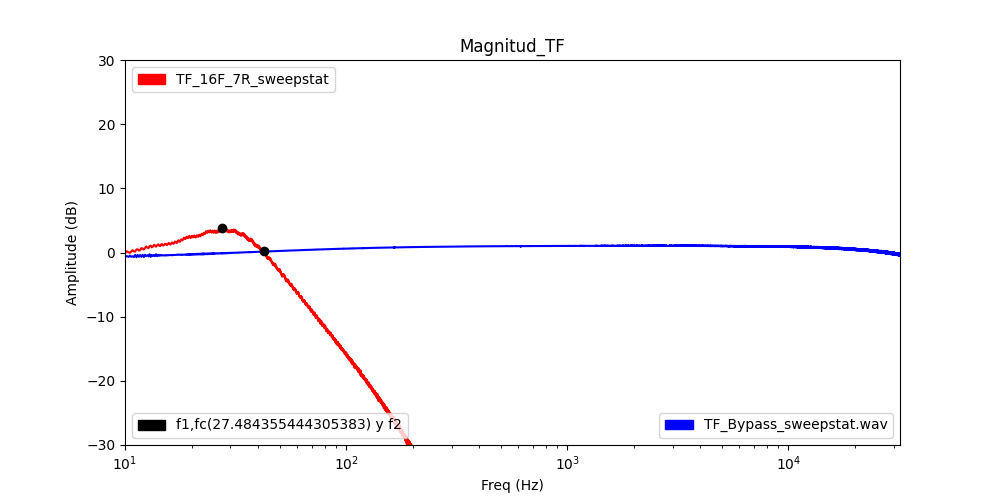 Magnitud_TF
TF_16F_7R_sweepstat
30
20
10
0
−10
−20
−30
Amplitude (dB)
f1,fc(27.484355444305383) y f2
TF_Bypass_sweepstat.wav
10¹ 10² 10³ 10⁴
Freq (Hz)